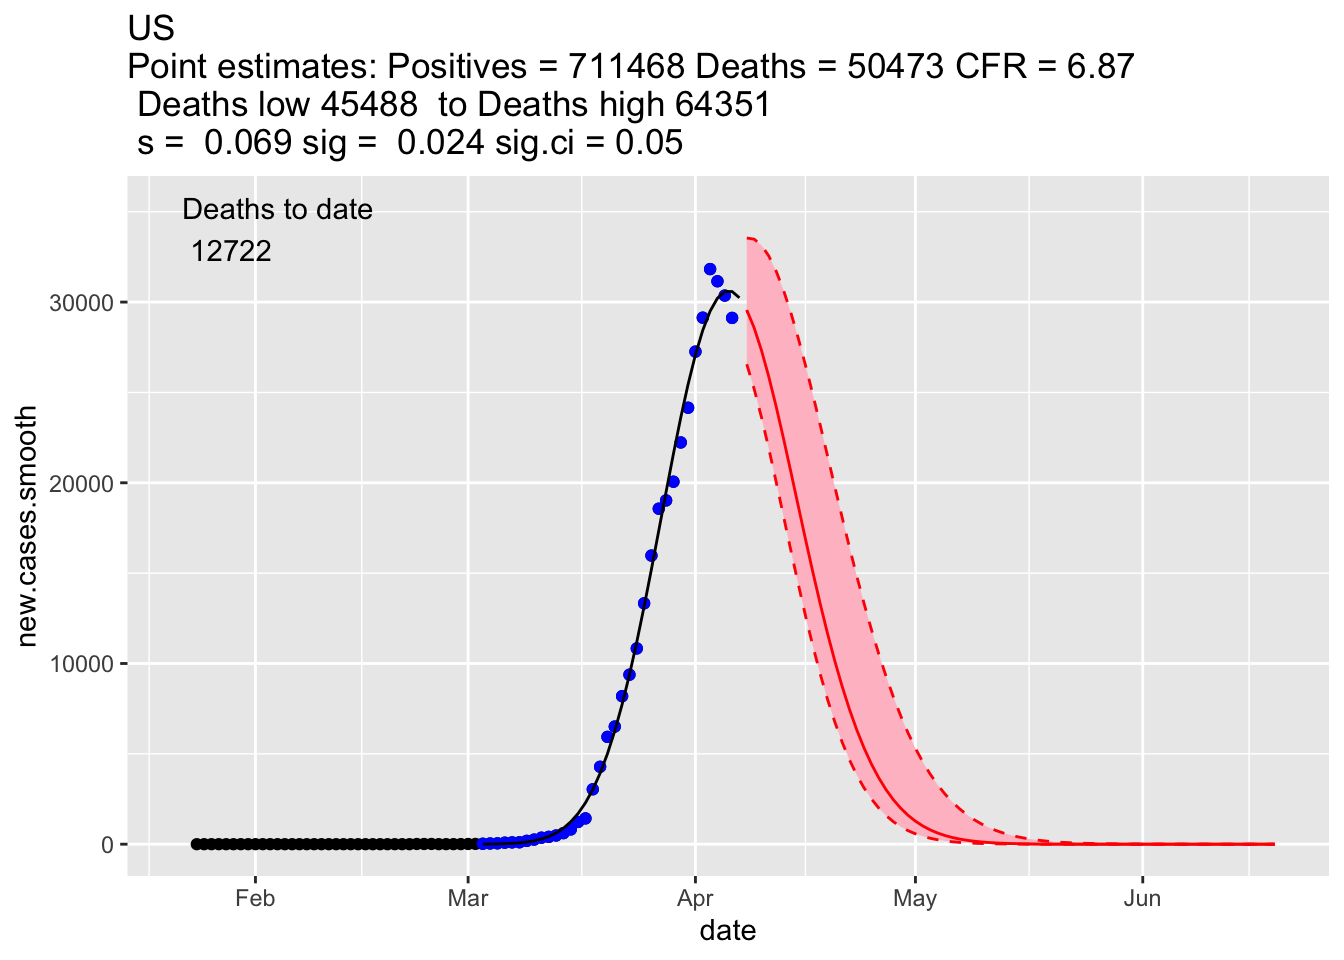 US
Point estimates: Positives = 711468 Deaths = 50473 CFR = 6.87
Deaths low 45488  to Deaths high 64351
s =  0.069 sig =  0.024 sig.ci = 0.05
Deaths to date
12722
30000
20000
10000
0
new.cases.smooth
Feb Mar Apr May Jun
date